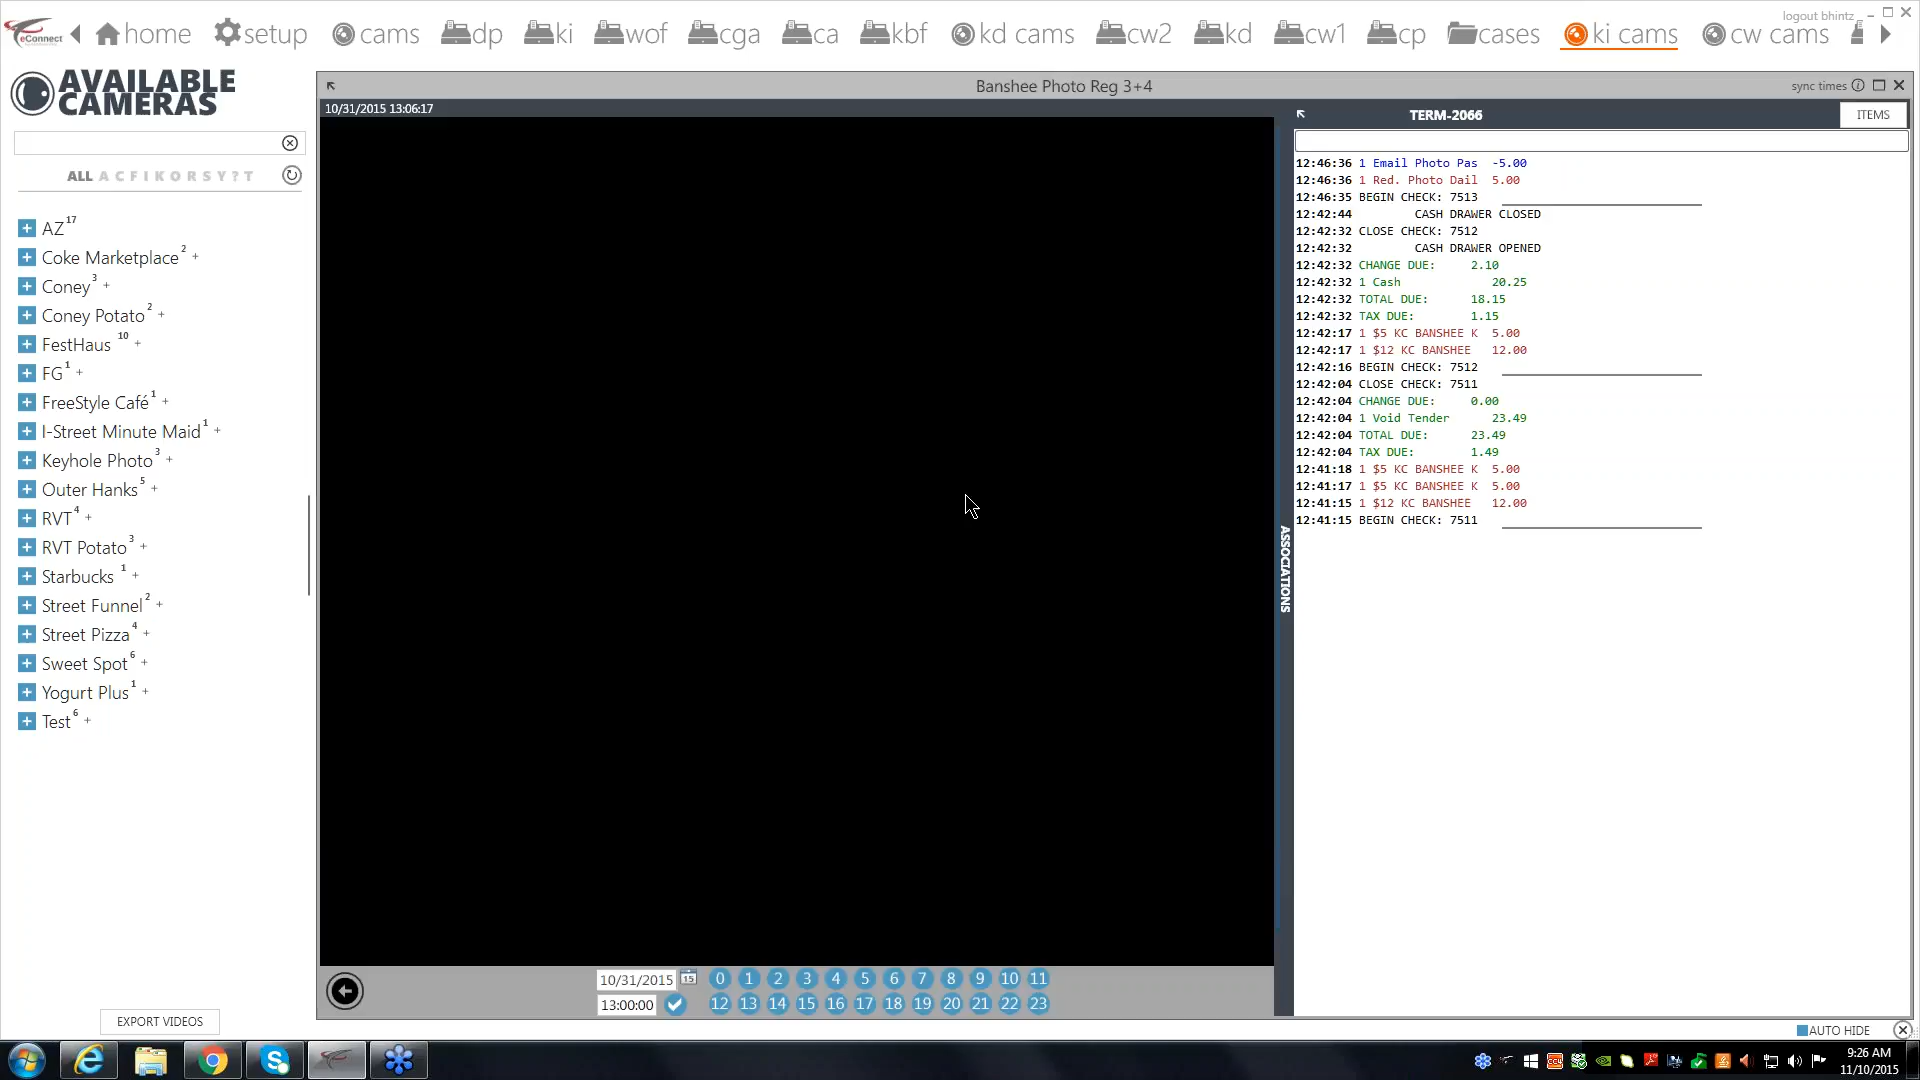 logout bhintz
eConnect
home
setup
cams
dp
ki
wof
cga
ca
kbf
kd cams
cw2
kd
cw1
cp
cases
ki cams
cw cams
AVAILABLE
CAMERAS
ALL A C F I K O R S Y ? T
AZ 17
Coke Marketplace 2 +
Coney 3 +
Coney Potato 2 +
FestHaus 10 +
FG 1 +
FreeStyle Café 1 +
I-Street Minute Maid 1 +
Keyhole Photo 3 +
Outer Hanks 5 +
RVT 4 +
RVT Potato 3 +
Starbucks 1 +
Street Funnel 2 +
Street Pizza 4 +
Sweet Spot 6 +
Yogurt Plus 1 +
Test 6 +
EXPORT VIDEOS
Banshee Photo Reg 3+4
sync times
10/31/2015 13:06:17
TERM-2066
ITEMS
12:46:36 1 Email Photo Pas -5.00
12:46:36 1 Red. Photo Dail 5.00
12:46:35 BEGIN CHECK: 7513
12:42:44 CASH DRAWER CLOSED
12:42:32 CLOSE CHECK: 7512
12:42:32 CASH DRAWER OPENED
12:42:32 CHANGE DUE: 2.10
12:42:32 1 Cash 20.25
12:42:32 TOTAL DUE: 18.15
12:42:32 TAX DUE: 1.15
12:42:17 1 $5 KC BANSHEE K 5.00
12:42:17 1 $12 KC BANSHEE 12.00
12:42:16 BEGIN CHECK: 7512
12:42:04 CLOSE CHECK: 7511
12:42:04 CHANGE DUE: 0.00
12:42:04 1 Void Tender 23.49
12:42:04 TOTAL DUE: 23.49
12:42:04 TAX DUE: 1.49
12:41:18 1 $5 KC BANSHEE K 5.00
12:41:17 1 $5 KC BANSHEE K 5.00
12:41:15 1 $12 KC BANSHEE 12.00
12:41:15 BEGIN CHECK: 7511
ASSOCIATIONS
10/31/2015 15 0 1 2 3 4 5 6 7 8 9 10 11
13:00:00 12 13 14 15 16 17 18 19 20 21 22 23
AUTO HIDE
9:26 AM
11/10/2015